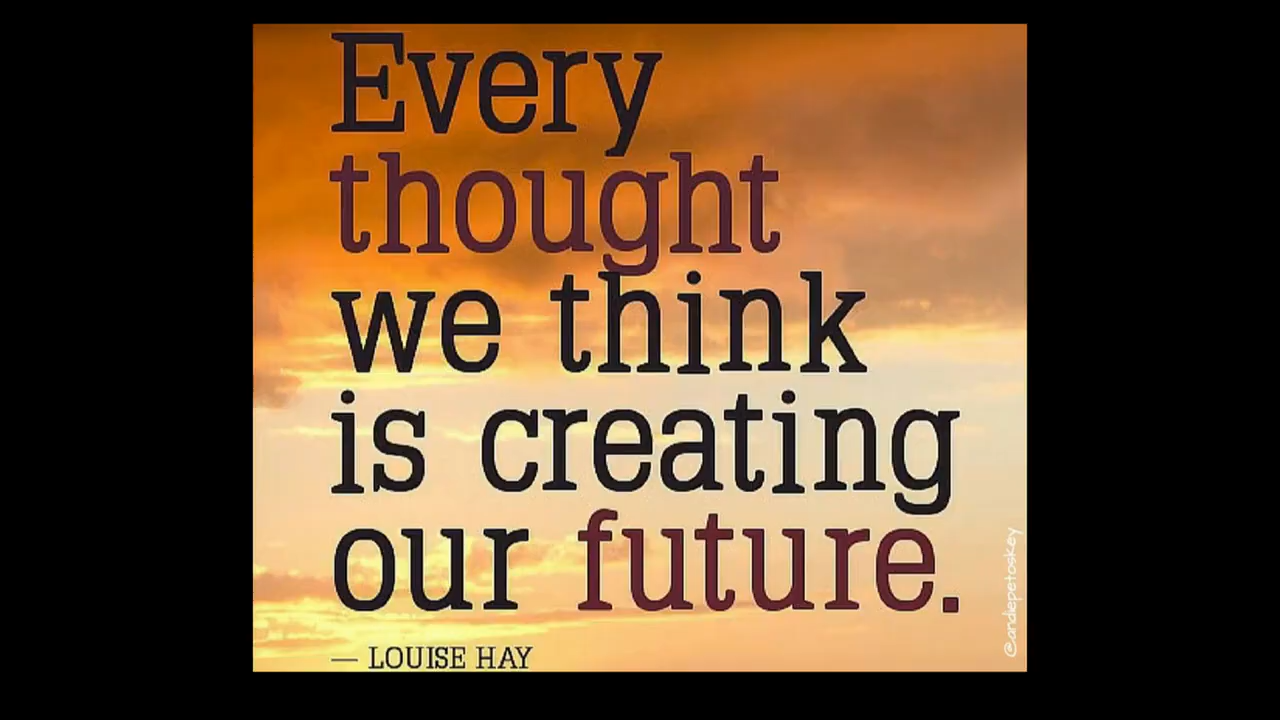 Every
thought
we think
is creating
our future.
— LOUISE HAY
@andiepetoskey